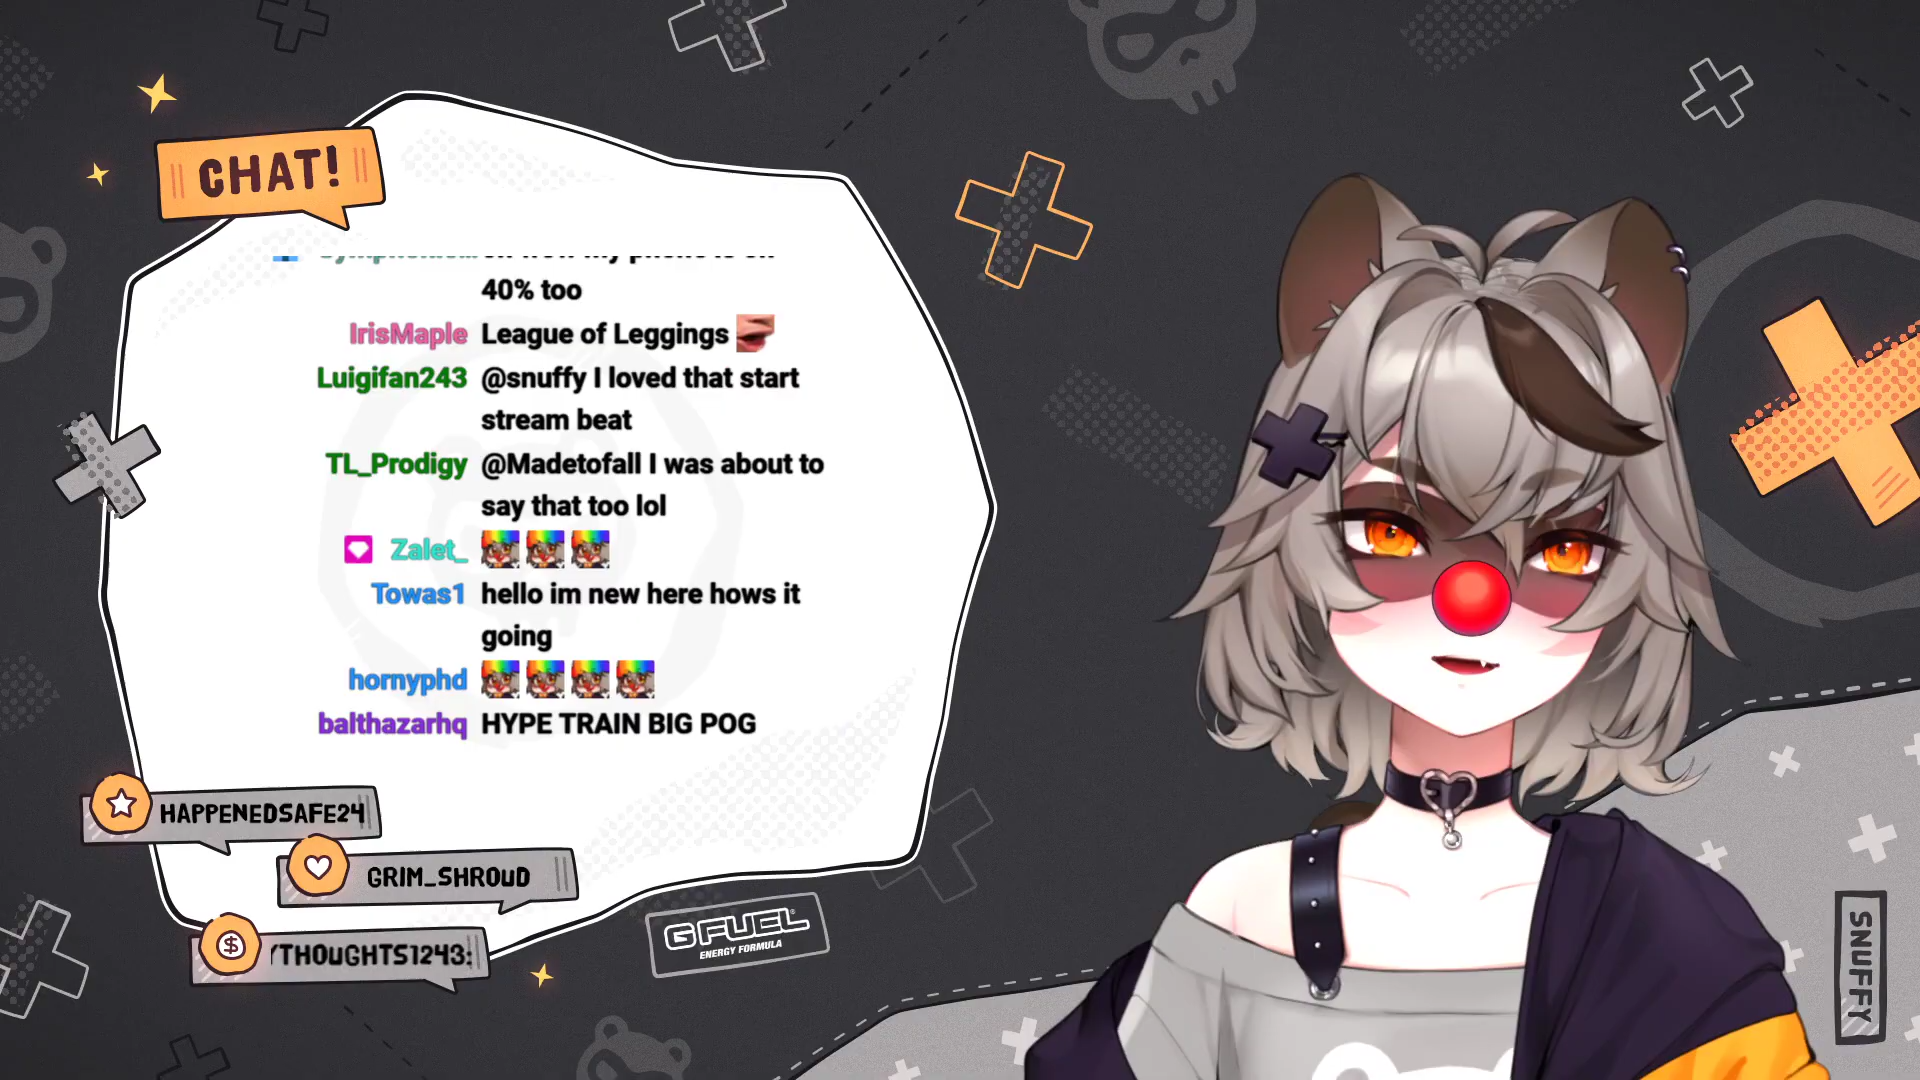 CHAT!
40% too
IrisMaple League of Leggings
Luigifan243 @snuffy I loved that start
stream beat
TL_Prodigy @Madetofall I was about to
say that too lol
Zalet_
Towas1 hello im new here hows it
going
hornyphd
balthazarhq HYPE TRAIN BIG POG
HAPPENEDSAFE24
GRIM_SHROUD
YTHOUGHTS1243:
G FUEL
ENERGY FORMULA
SNUFFY